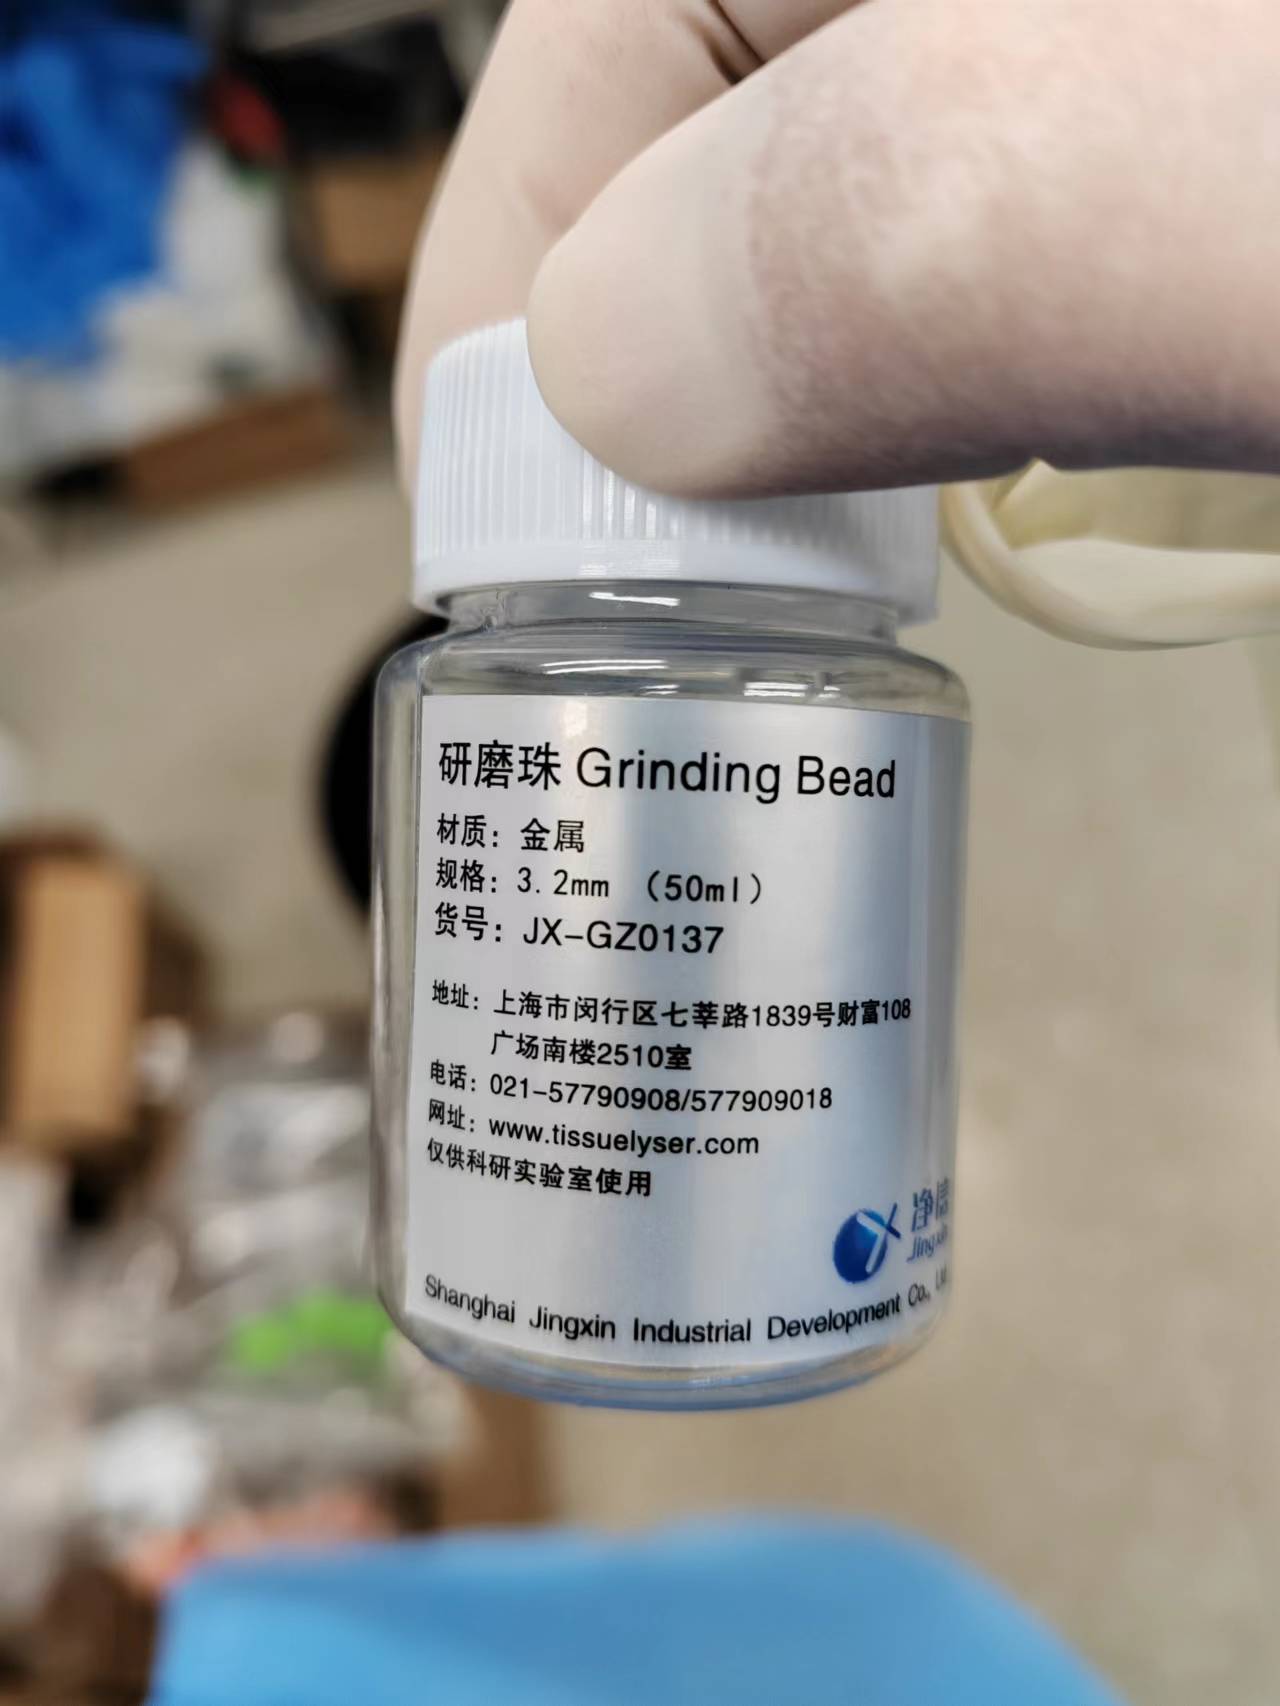 研磨珠 Grinding Bead
材质：金属
规格：3.2mm （50ml）
货号：JX-GZ0137
地址：上海市闵行区七莘路1839号财富108
广场南楼2510室
电话：021-57790908/577909018
网址：www.tissuelyser.com
仅供科研实验室使用
净信
Jingxin
Shanghai Jingxin Industrial Development Co., Ltd